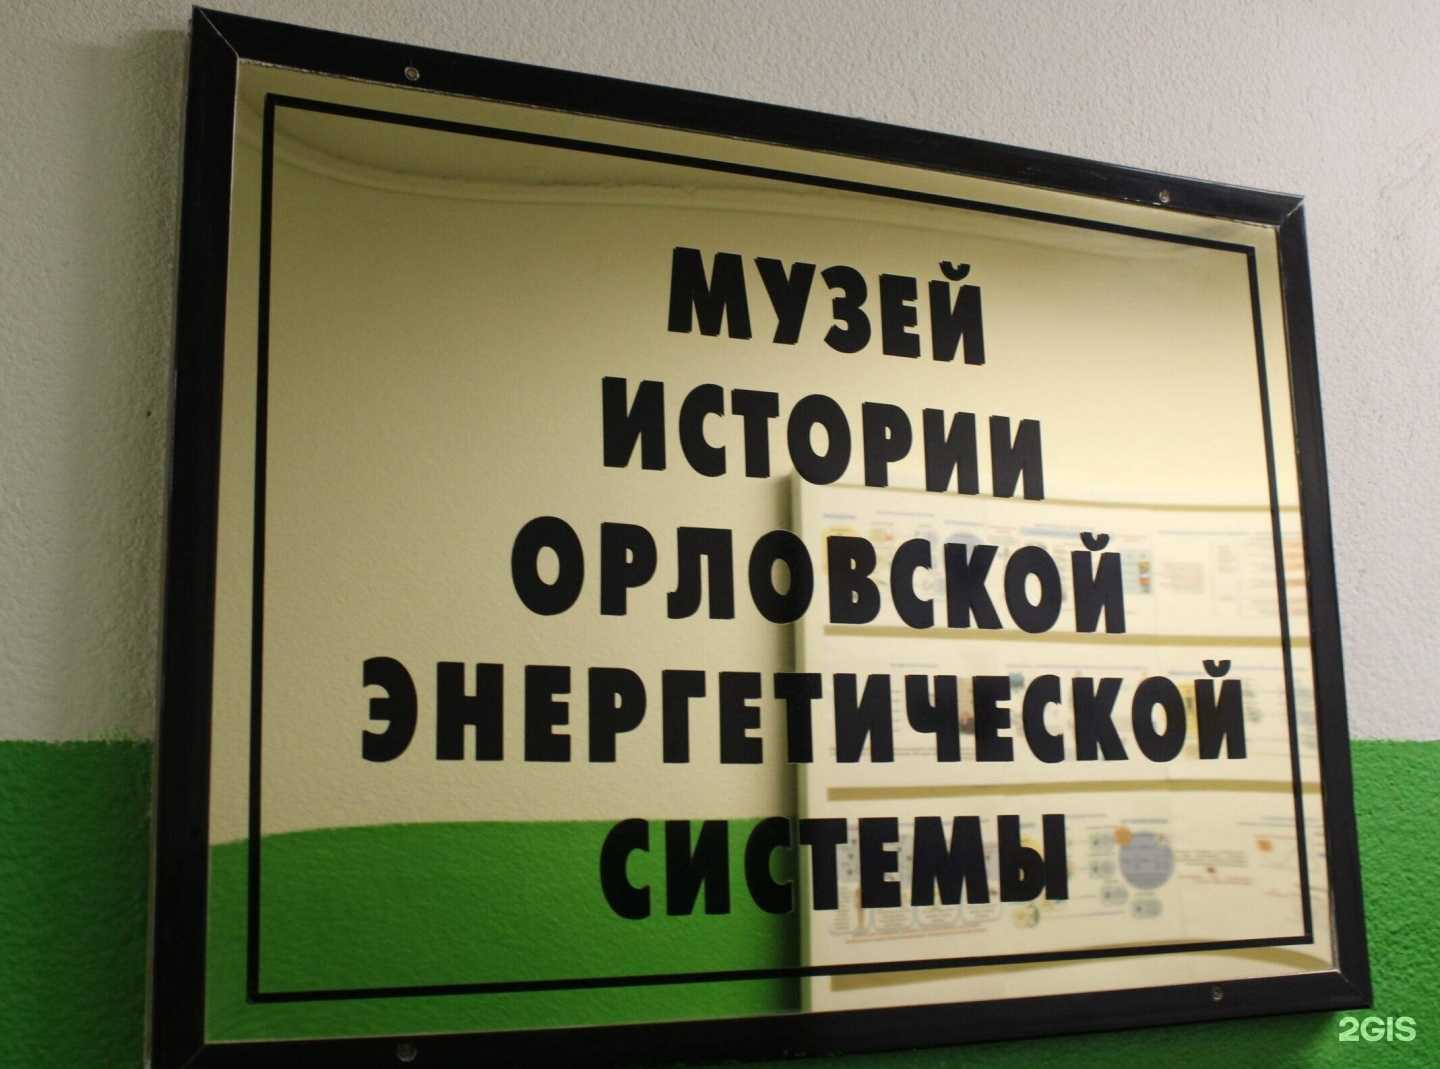 МУЗЕЙ
ИСТОРИИ
ОРЛОВСКОЙ
ЭНЕРГЕТИЧЕСКОЙ
СИСТЕМЫ
2GIS